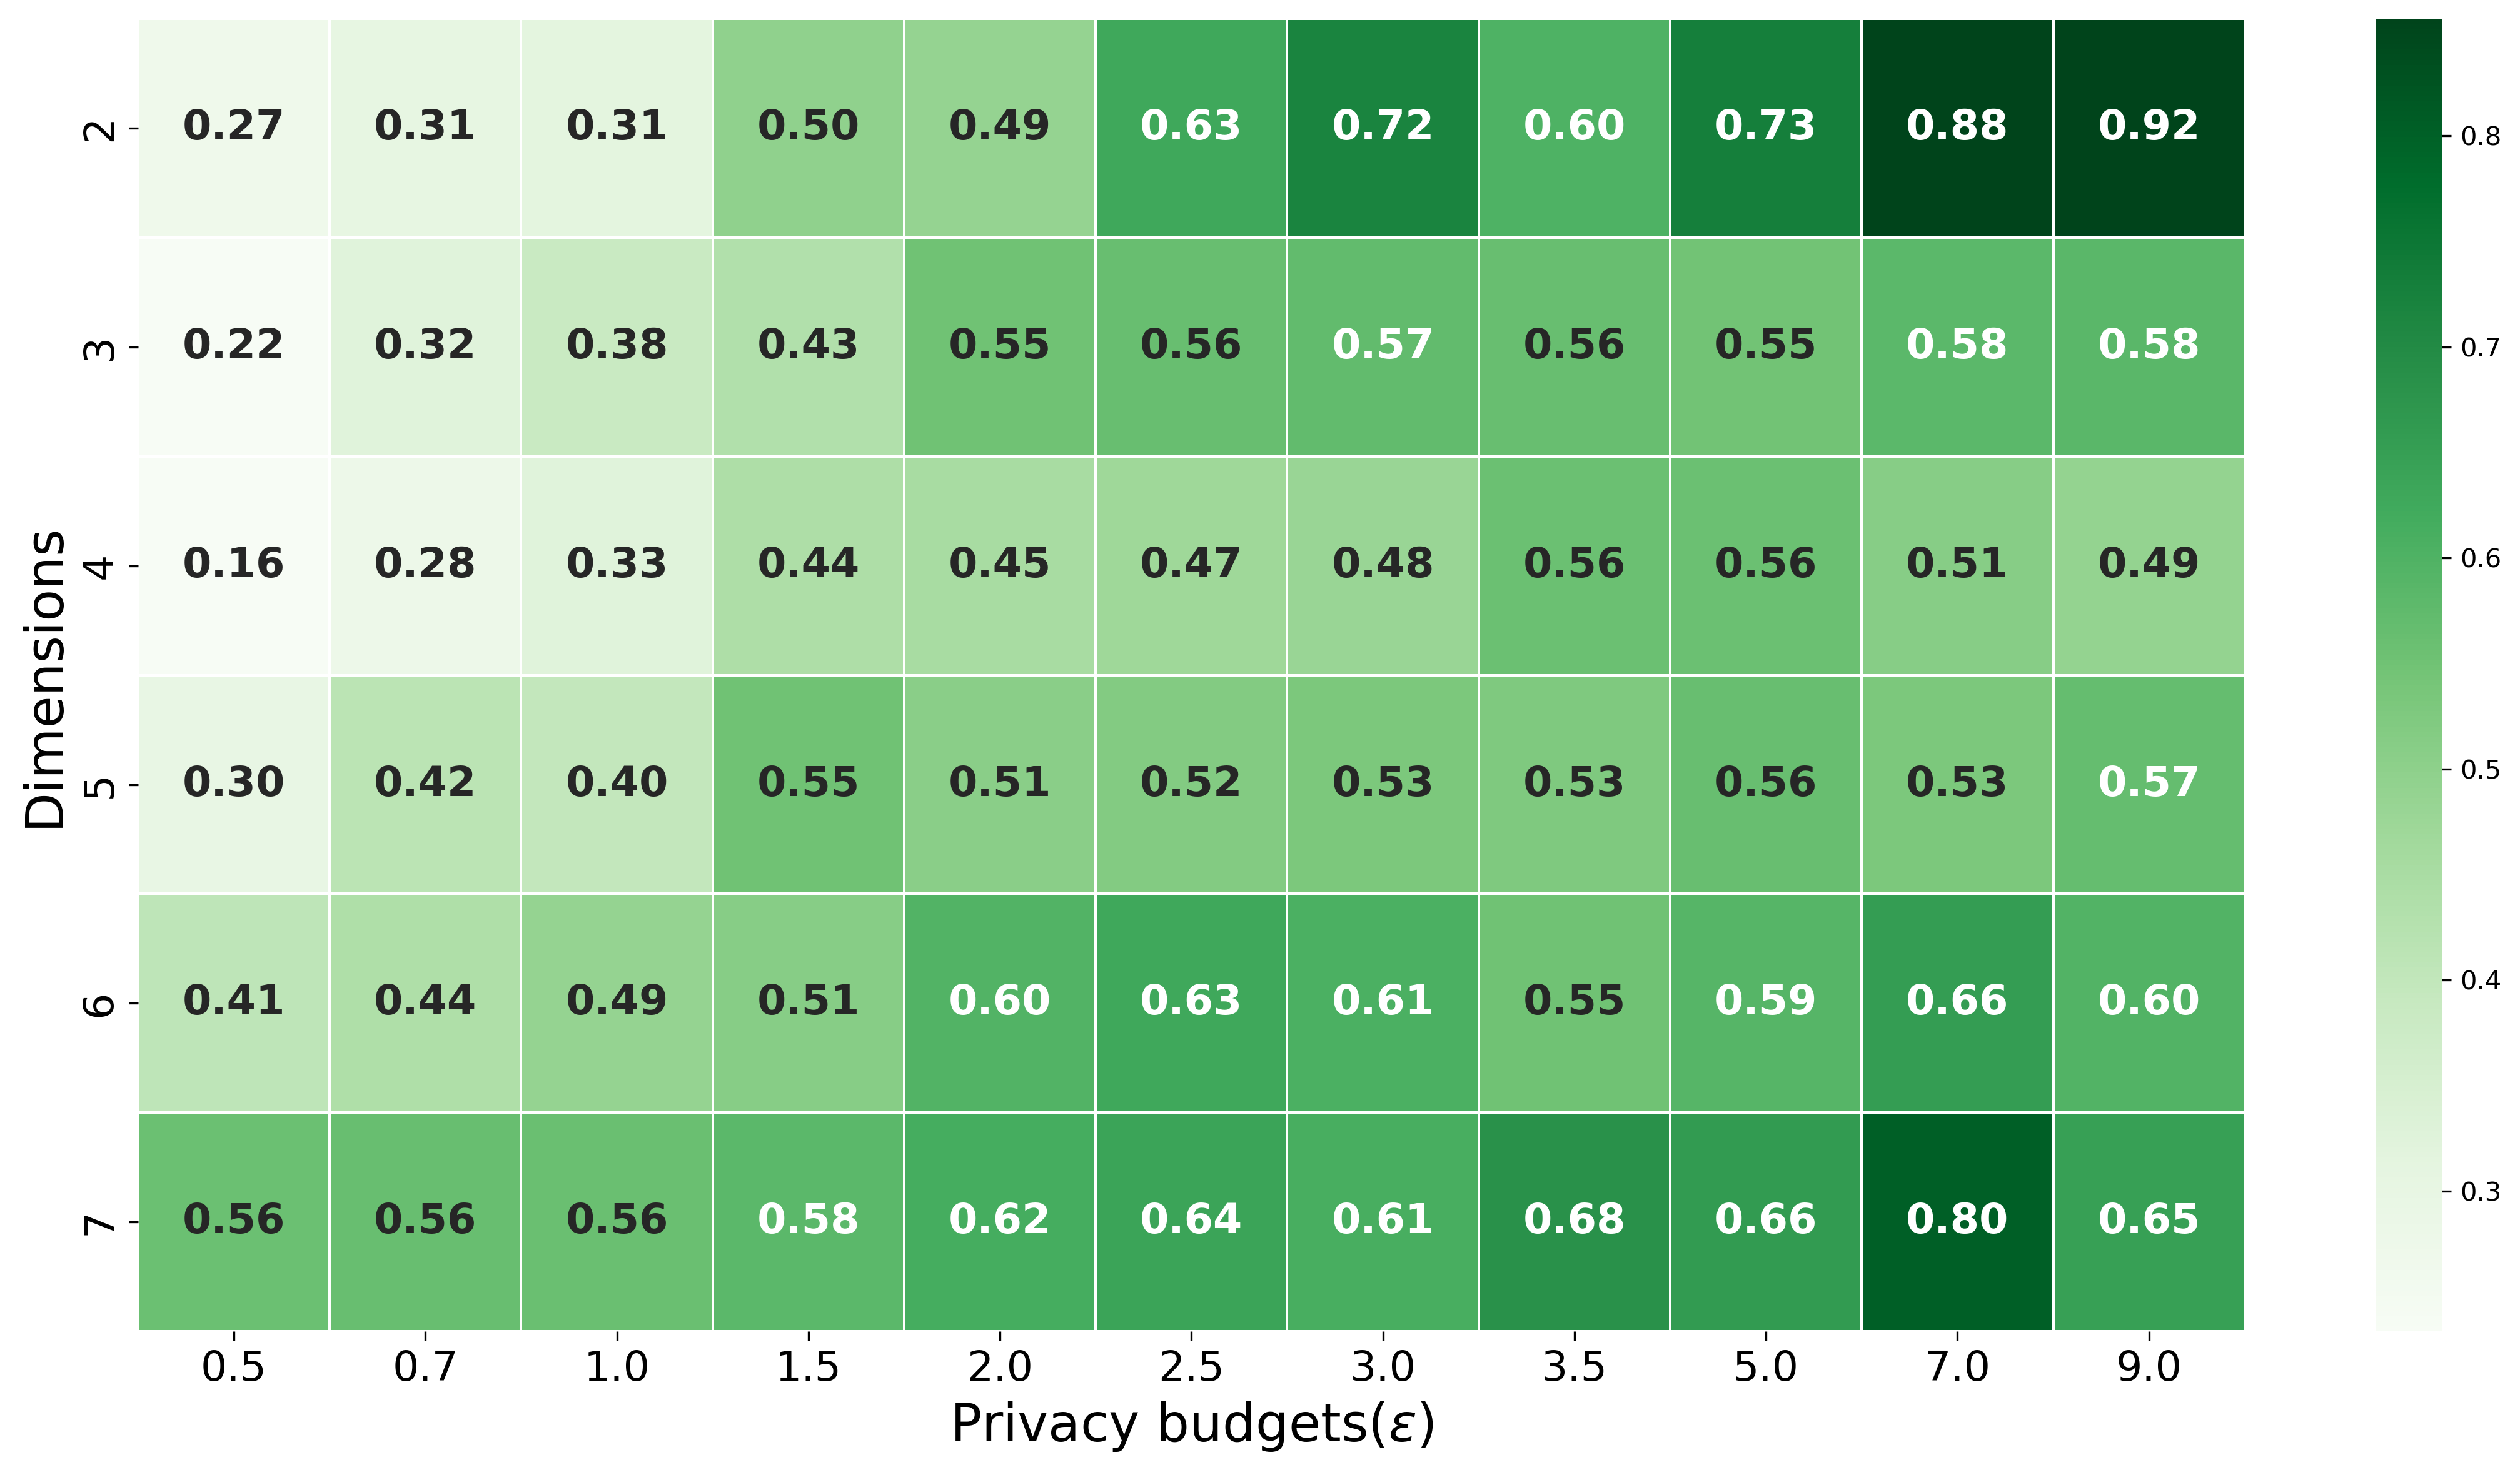 2 0.27 0.31 0.31 0.50 0.49 0.63 0.72 0.60 0.73 0.88 0.92
3 0.22 0.32 0.38 0.43 0.55 0.56 0.57 0.56 0.55 0.58 0.58
4 0.16 0.28 0.33 0.44 0.45 0.47 0.48 0.56 0.56 0.51 0.49
5 0.30 0.42 0.40 0.55 0.51 0.52 0.53 0.53 0.56 0.53 0.57
6 0.41 0.44 0.49 0.51 0.60 0.63 0.61 0.55 0.59 0.66 0.60
7 0.56 0.56 0.56 0.58 0.62 0.64 0.61 0.68 0.66 0.80 0.65
0.5 0.7 1.0 1.5 2.0 2.5 3.0 3.5 5.0 7.0 9.0
Privacy budgets(ε)
Dimensions
0.8
0.7
0.6
0.5
0.4
0.3